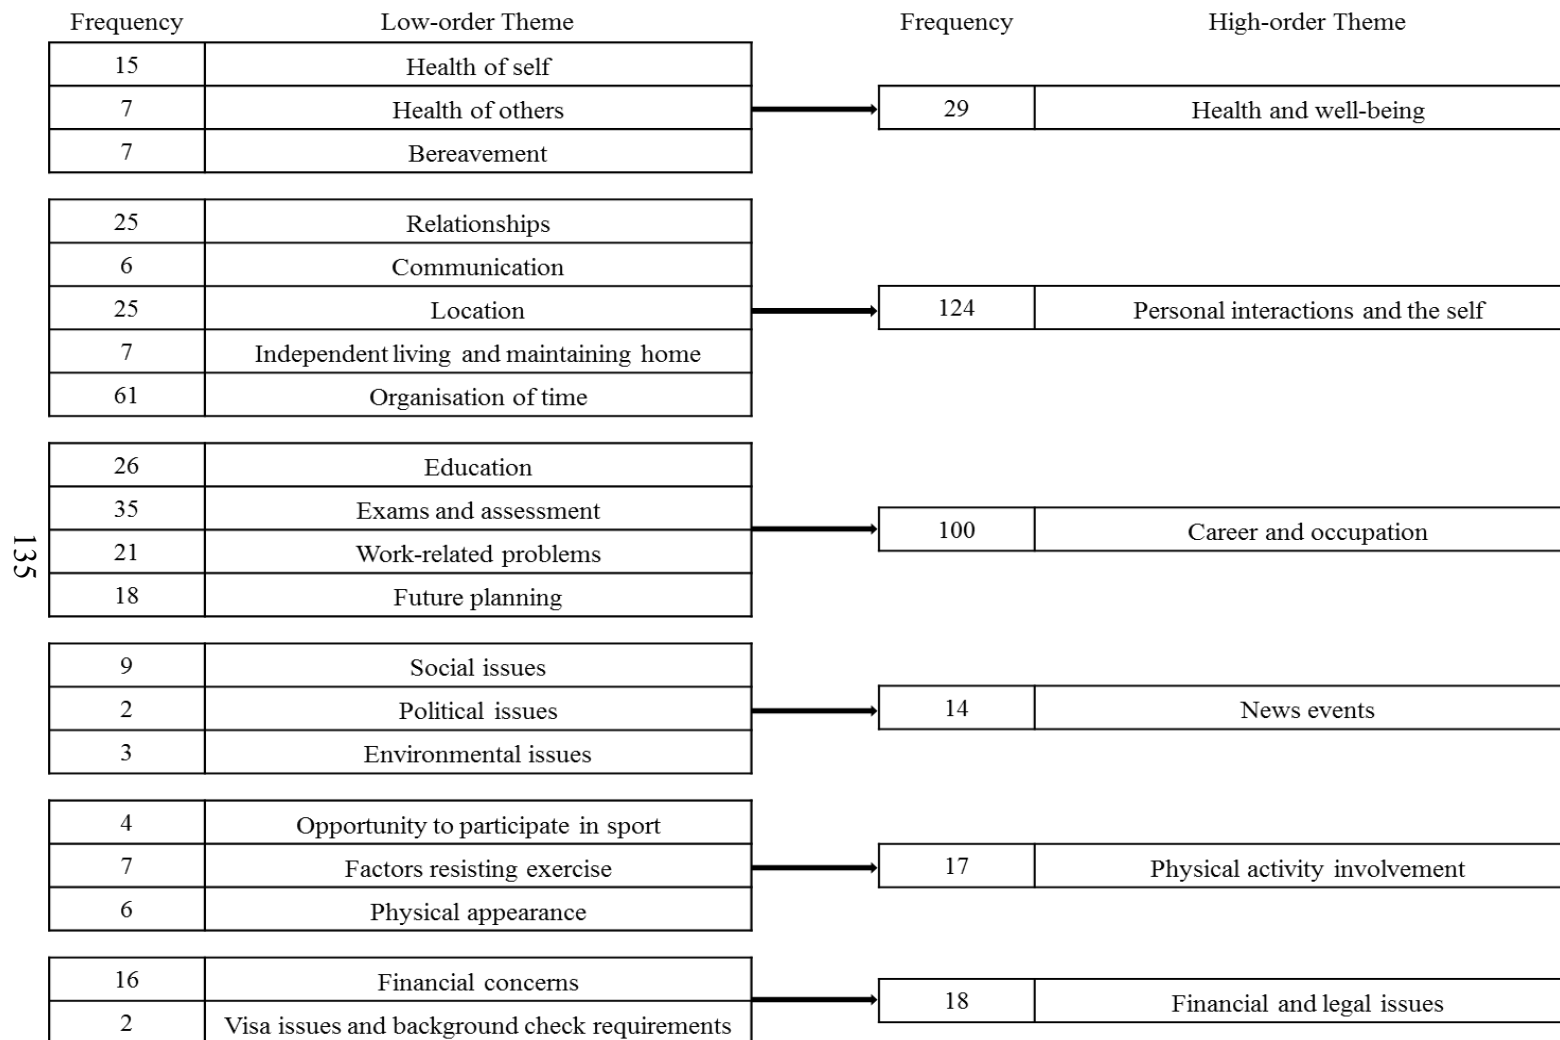 Frequency Low-order Theme Frequency High-order Theme
15 Health of self
7 Health of others 29 Health and well-being
7 Bereavement
25 Relationships
6 Communication
25 Location 124 Personal interactions and the self
7 Independent living and maintaining home
61 Organisation of time
26 Education
35 Exams and assessment
100 Career and occupation
21 Work-related problems
18 Future planning
135
9 Social issues
2 Political issues 14 News events
3 Environmental issues
4 Opportunity to participate in sport
7 Factors resisting exercise 17 Physical activity involvement
6 Physical appearance
16 Financial concerns
18 Financial and legal issues
2 Visa issues and background check requirements